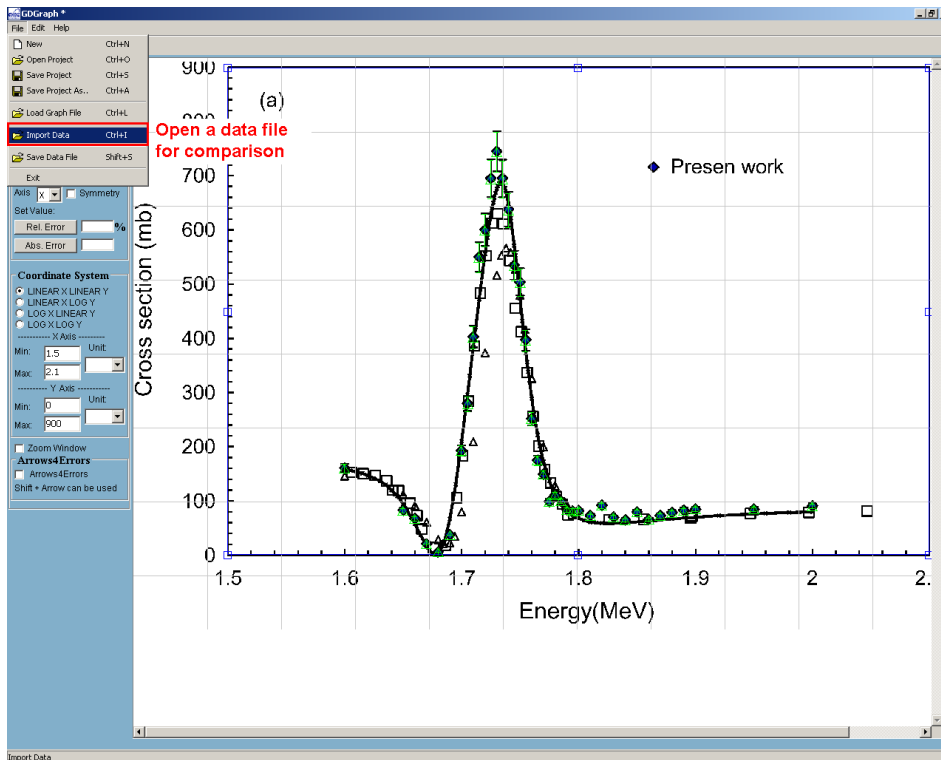 GDGraph *
File Edit Help
New Ctrl+N
Open Project Ctrl+O
Save Project Ctrl+S
Save Project As.. Ctrl+A
Load Graph File Ctrl+L
Import Data Ctrl+I
Save Data File Shift+S
Exit
Open a data file
for comparison
Axis X Symmetry
Set Value:
Rel. Error %
Abs. Error
Coordinate System
LINEAR X LINEAR Y
LINEAR X LOG Y
LOG X LINEAR Y
LOG X LOG Y
---------- X Axis --------
Min: 1.5 Unit:
Max: 2.1
---------- Y Axis --------
Min: 0 Unit:
Max: 900
Zoom Window
Arrows4Errors
Arrows4Errors
Shift + Arrow can be used
(a)
Presen work
Cross section (mb)
900
700
600
500
400
300
200
100
0
1.5 1.6 1.7 1.8 1.9 2 2.
Energy(MeV)
Import Data